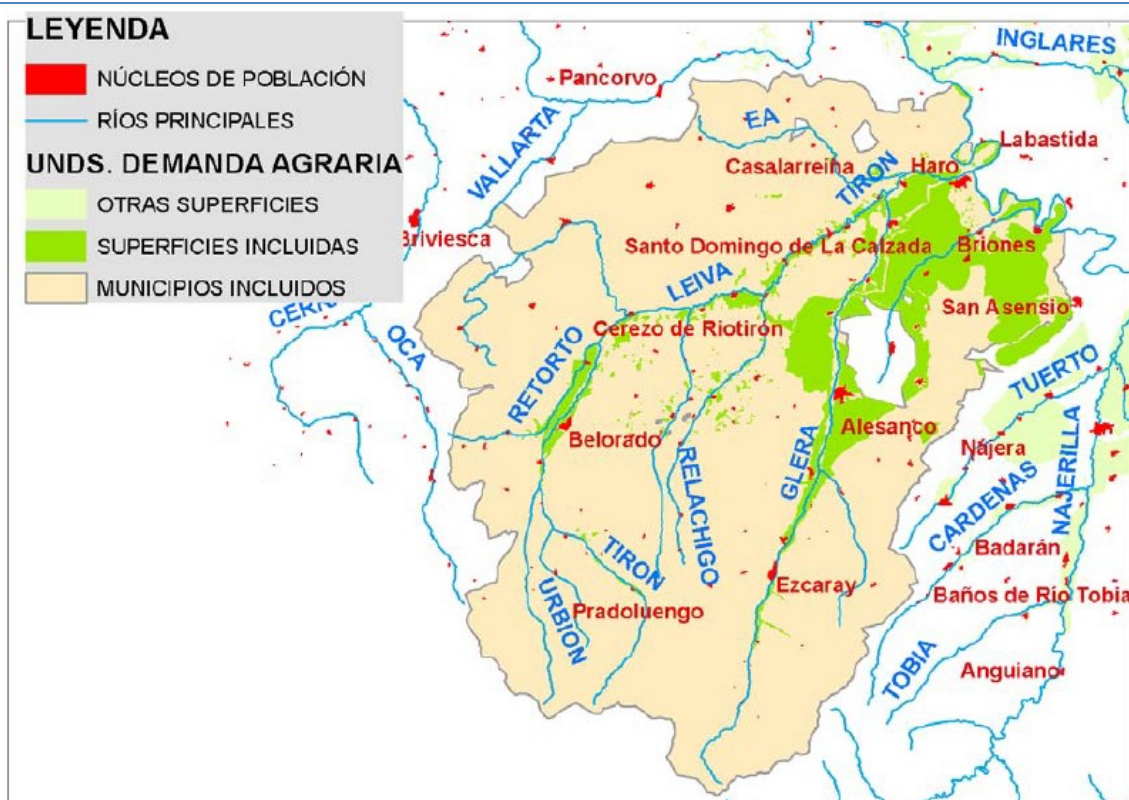 LEYENDA
NÚCLEOS DE POBLACIÓN
RÍOS PRINCIPALES
UNDS. DEMANDA AGRARIA
OTRAS SUPERFICIES
SUPERFICIES INCLUIDAS
MUNICIPIOS INCLUIDOS
INGLARES
Pancorvo
VALLARTA
EA
Labastida
Casalarreina
Haro
TIRON
Briviesca
Santo Domingo de La Calzada
Briones
LEIVA
San Asensio
OCA
Cerezo de Riotirón
TUERTO
RETORTO
Belorado
Alesanco
Nájera
GLERA
RELACHIGO
CARDENAS
NAJERILLA
Badarán
TIRON
Ezcaray
Baños de Río Tobia
URBION
Pradoluengo
TOBIA
Anguiano